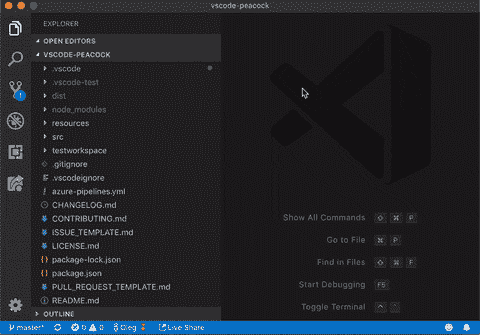 vscode-peacock
EXPLORER
OPEN EDITORS
VSCODE-PEACOCK
.vscode
.vscode-test
dist
node_modules
resources
src
testworkspace
.gitignore
.vscodeignore
azure-pipelines.yml
CHANGELOG.md
CONTRIBUTING.md
ISSUE_TEMPLATE.md
LICENSE.md
package-lock.json
package.json
PULL_REQUEST_TEMPLATE.md
README.md
OUTLINE
1
Show All Commands ⇧ ⌘ P
Go to File ⌘ P
Find in Files ⇧ ⌘ F
Start Debugging F5
Toggle Terminal ⌃ `
master* 0 0 Oleg Live Share